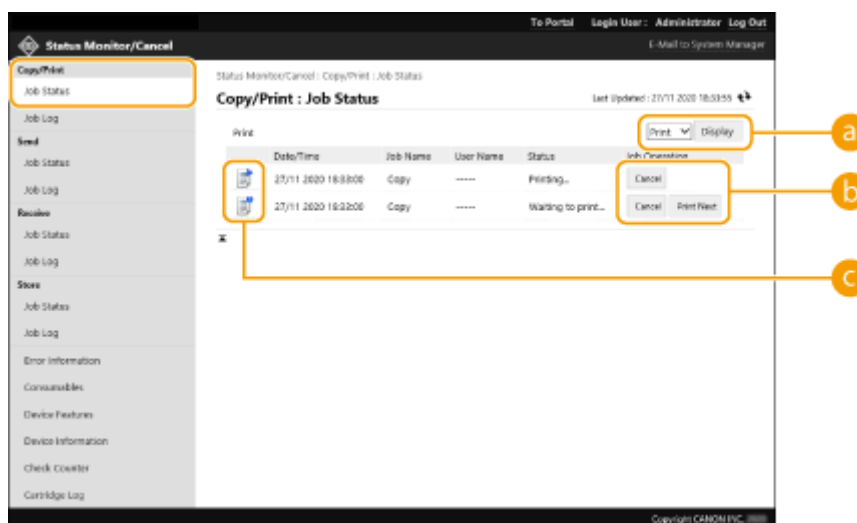 To Portal Login User : Administrator Log Out
Status Monitor/Cancel
E-Mail to System Manager
Copy/Print
Job Status
Job Log
Send
Job Status
Job Log
Receive
Job Status
Job Log
Store
Job Status
Job Log
Error Information
Consumables
Device Features
Device Information
Check Counter
Cartridge Log
Status Monitor/Cancel : Copy/Print : Job Status
Copy/Print : Job Status
Last Updated : 27/11 2020 18:33:55
Print
Print Display
Date/Time Job Name User Name Status Job Operation
27/11 2020 18:33:00 Copy ----- Printing... Cancel
27/11 2020 18:32:00 Copy ----- Waiting to print... Cancel Print Next
a
b
c
Copyright CANON INC.